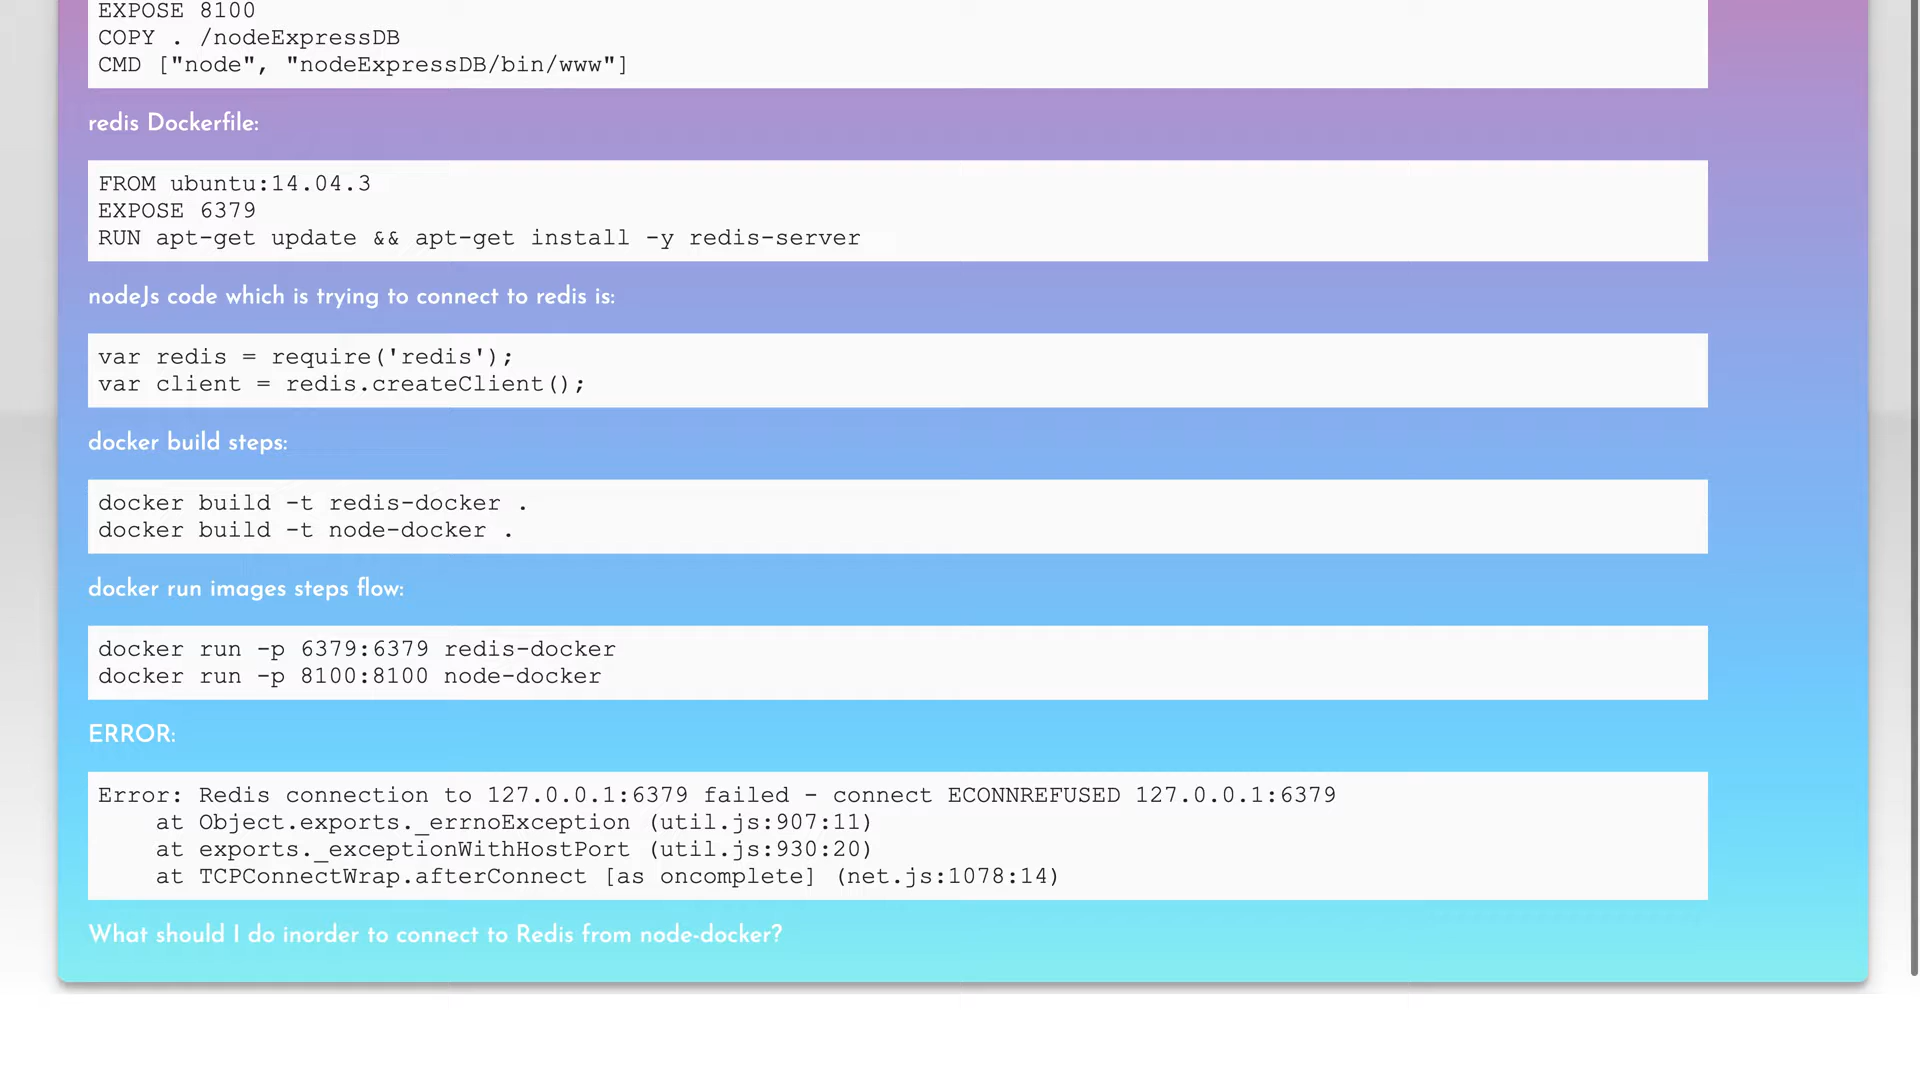 EXPOSE 8100
COPY . /nodeExpressDB
CMD ["node", "nodeExpressDB/bin/www"]
redis Dockerfile:
FROM ubuntu:14.04.3
EXPOSE 6379
RUN apt-get update && apt-get install -y redis-server
nodeJs code which is trying to connect to redis is:
var redis = require('redis');
var client = redis.createClient();
docker build steps:
docker build -t redis-docker .
docker build -t node-docker .
docker run images steps flow:
docker run -p 6379:6379 redis-docker
docker run -p 8100:8100 node-docker
ERROR:
Error: Redis connection to 127.0.0.1:6379 failed - connect ECONNREFUSED 127.0.0.1:6379
    at Object.exports._errnoException (util.js:907:11)
    at exports._exceptionWithHostPort (util.js:930:20)
    at TCPConnectWrap.afterConnect [as oncomplete] (net.js:1078:14)
What should I do inorder to connect to Redis from node-docker?